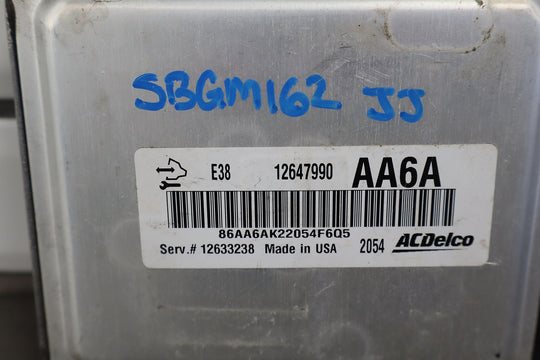 SBGM162 JJ
E38 12647990 AA6A
86AA6AK22054F6Q5
Serv.# 12633238 Made in USA 2054 ACDelco